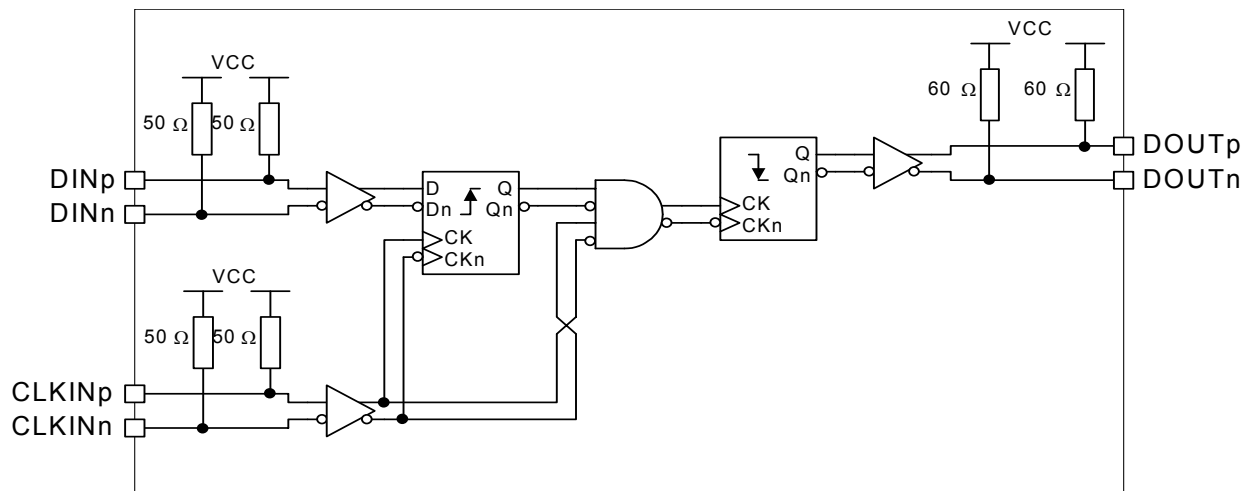 VCC
60 Ω 60 Ω
VCC
50 Ω 50 Ω
DOUTp
Q
Qn
DOUTn
DINp
D Q
Dn Qn
DINn
CK
CKn
CK
CKn
VCC
50 Ω 50 Ω
CLKINp
CLKINn